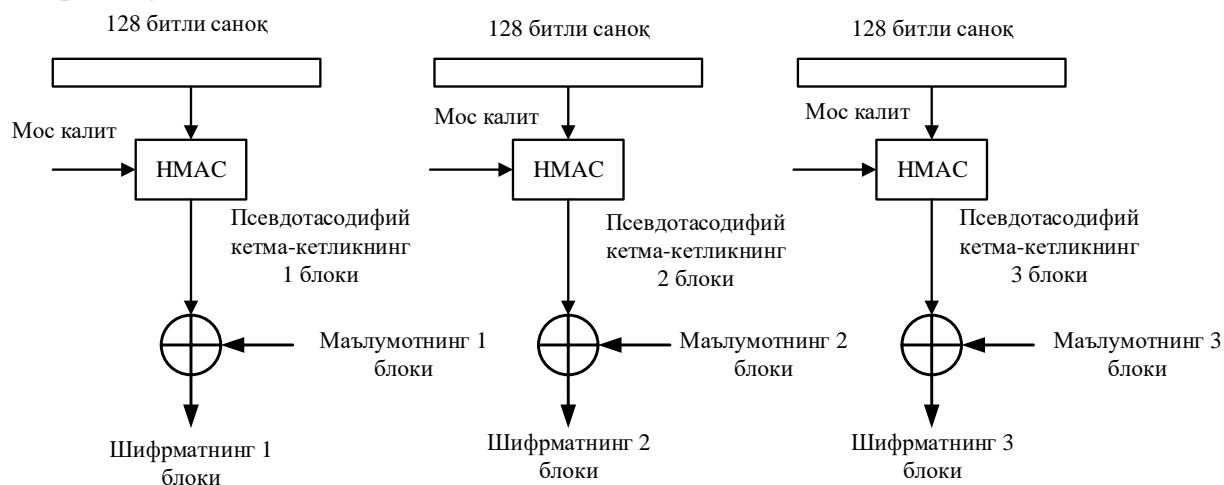 128 битли саноқ
128 битли саноқ
128 битли саноқ
Мос калит
Мос калит
Мос калит
HMAC
HMAC
HMAC
Псевдотасодифий
кетма-кетликнинг
1 блоки
Псевдотасодифий
кетма-кетликнинг
2 блоки
Псевдотасодифий
кетма-кетликнинг
3 блоки
Маълумотнинг 1
блоки
Маълумотнинг 2
блоки
Маълумотнинг 3
блоки
Шифрматнинг 1
блоки
Шифрматнинг 2
блоки
Шифрматнинг 3
блоки